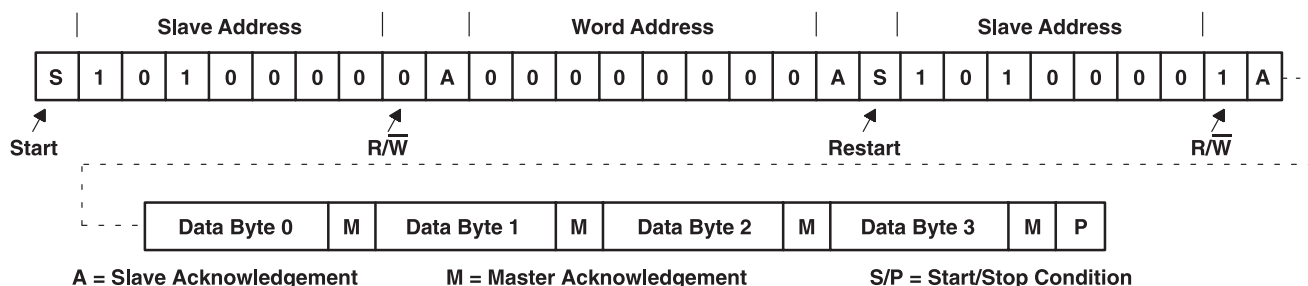 Slave Address Word Address Slave Address
S 1 0 1 0 0 0 0 0 A 0 0 0 0 0 0 0 0 A S 1 0 1 0 0 0 0 1 A
Start R/W̅ Restart R/W̅
Data Byte 0 M Data Byte 1 M Data Byte 2 M Data Byte 3 M P
A = Slave Acknowledgement M = Master Acknowledgement S/P = Start/Stop Condition